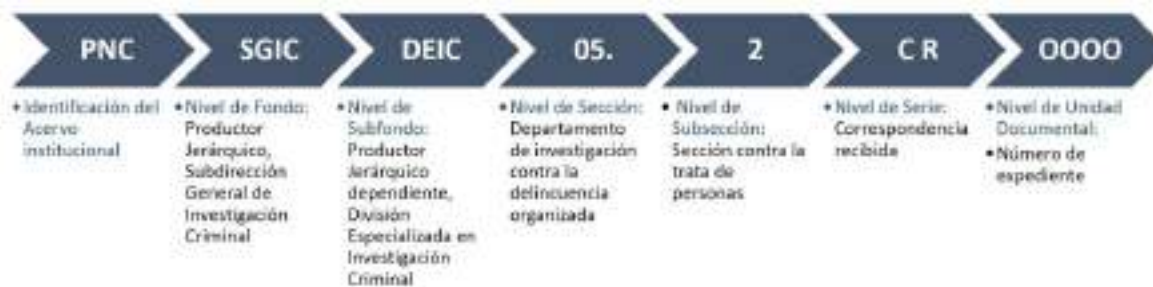 PNC
SGIC
DEIC
05.
2
C R
OOOO
• Identificación del
Acervo
institucional
• Nivel de Fondo:
Productor
Jerárquico,
Subdirección
General de
Investigación
Criminal
• Nivel de
Subfondo:
Productor
Jerárquico
dependiente,
División
Especializada en
Investigación
Criminal
• Nivel de Sección:
Departamento
de investigación
contra la
delincuencia
organizada
• Nivel de
Subsección:
Sección contra la
trata de
personas
• Nivel de Serie:
Correspondencia
recibida
• Nivel de Unidad
Documental:
• Número de
expediente